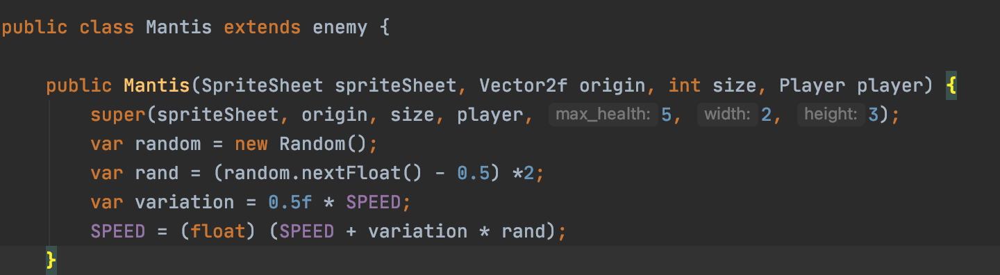 public class Mantis extends enemy {
public Mantis(SpriteSheet spriteSheet, Vector2f origin, int size, Player player) {
super(spriteSheet, origin, size, player, max_health: 5, width: 2, height: 3);
var random = new Random();
var rand = (random.nextFloat() - 0.5) *2;
var variation = 0.5f * SPEED;
SPEED = (float) (SPEED + variation * rand);
}